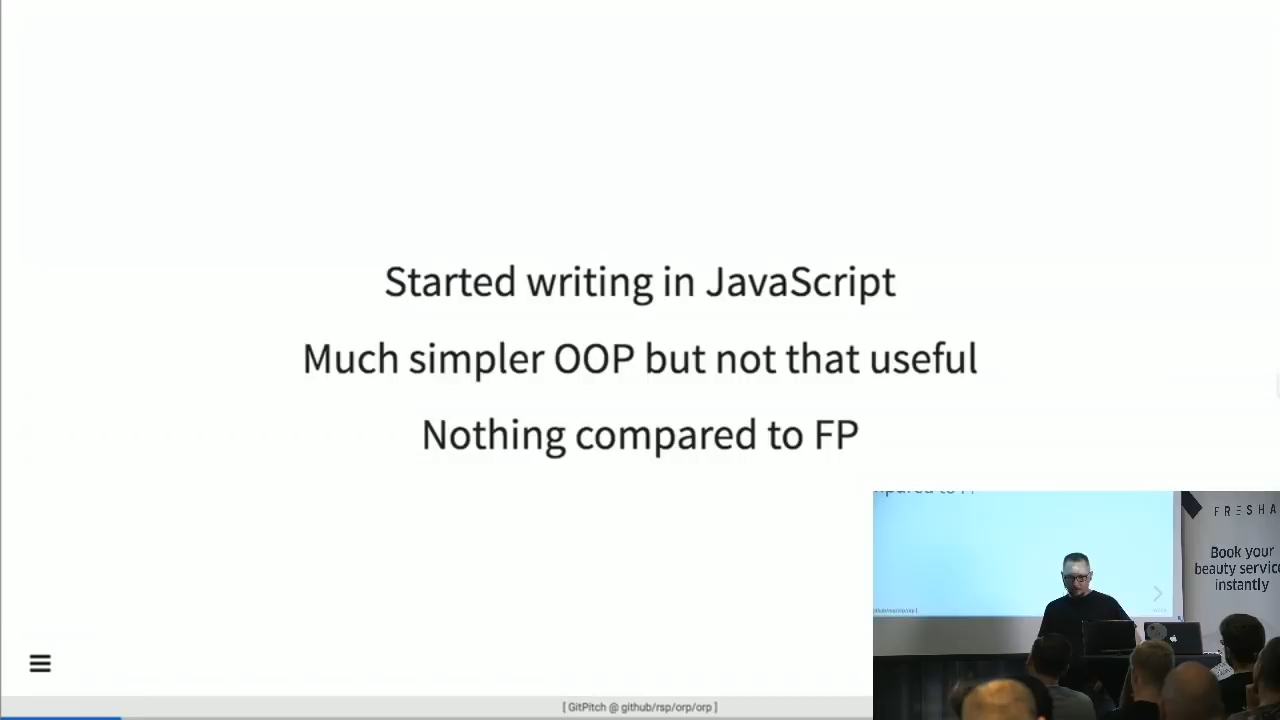 Started writing in JavaScript
Much simpler OOP but not that useful
Nothing compared to FP
[ GitPitch @ github/rsp/orp/orp ]
FRESHA
Book your
beauty service
instantly